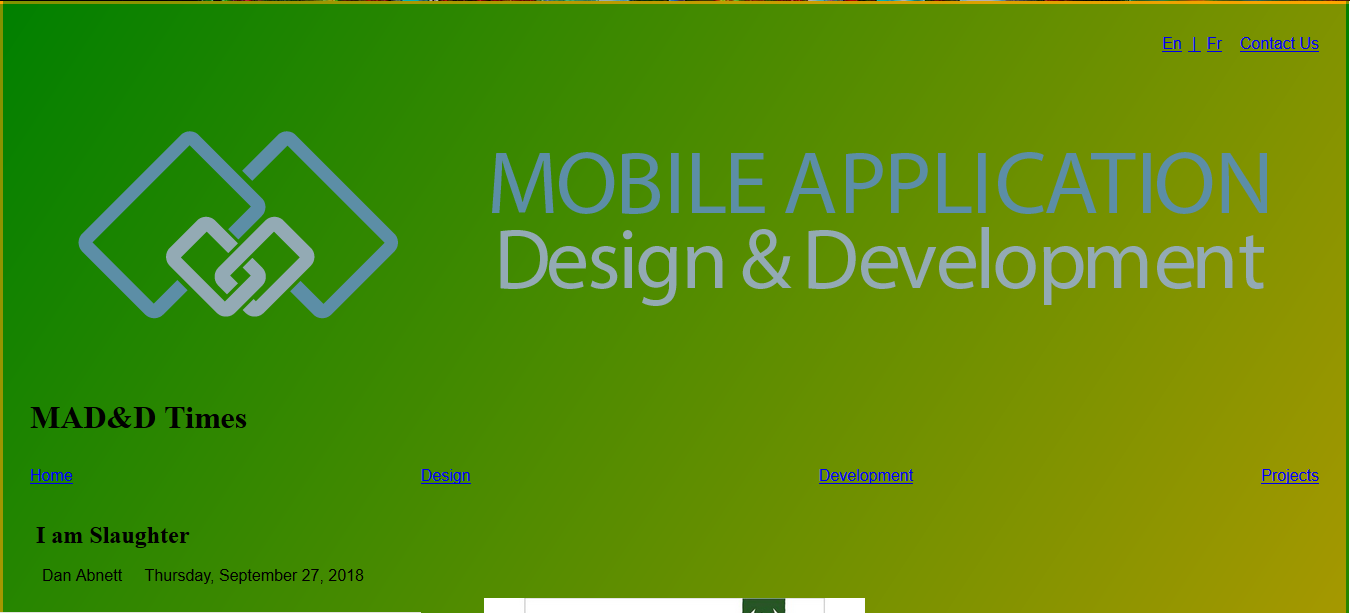 En | Fr Contact Us
MOBILE APPLICATION
Design & Development
MAD&D Times
Home Design Development Projects
I am Slaughter
Dan Abnett Thursday, September 27, 2018